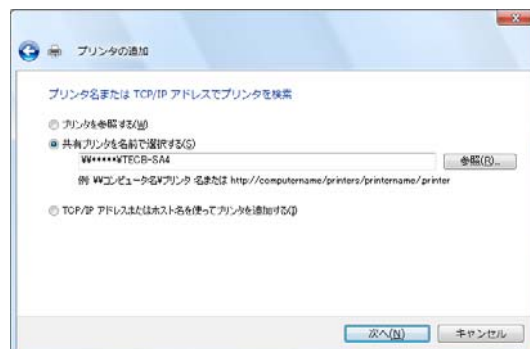 プリンタの追加
プリンタ名または TCP/IP アドレスでプリンタを検索
プリンタを参照する(W)
共有プリンタを名前で選択する(S)
¥¥*****¥TECB-SA4
参照(R)...
例) ¥¥コンピュータ名¥プリンタ 名または http://computername/printers/printername/printer
TCP/IP アドレスまたはホスト名を使ってプリンタを追加する(I)
次へ(N)
キャンセル